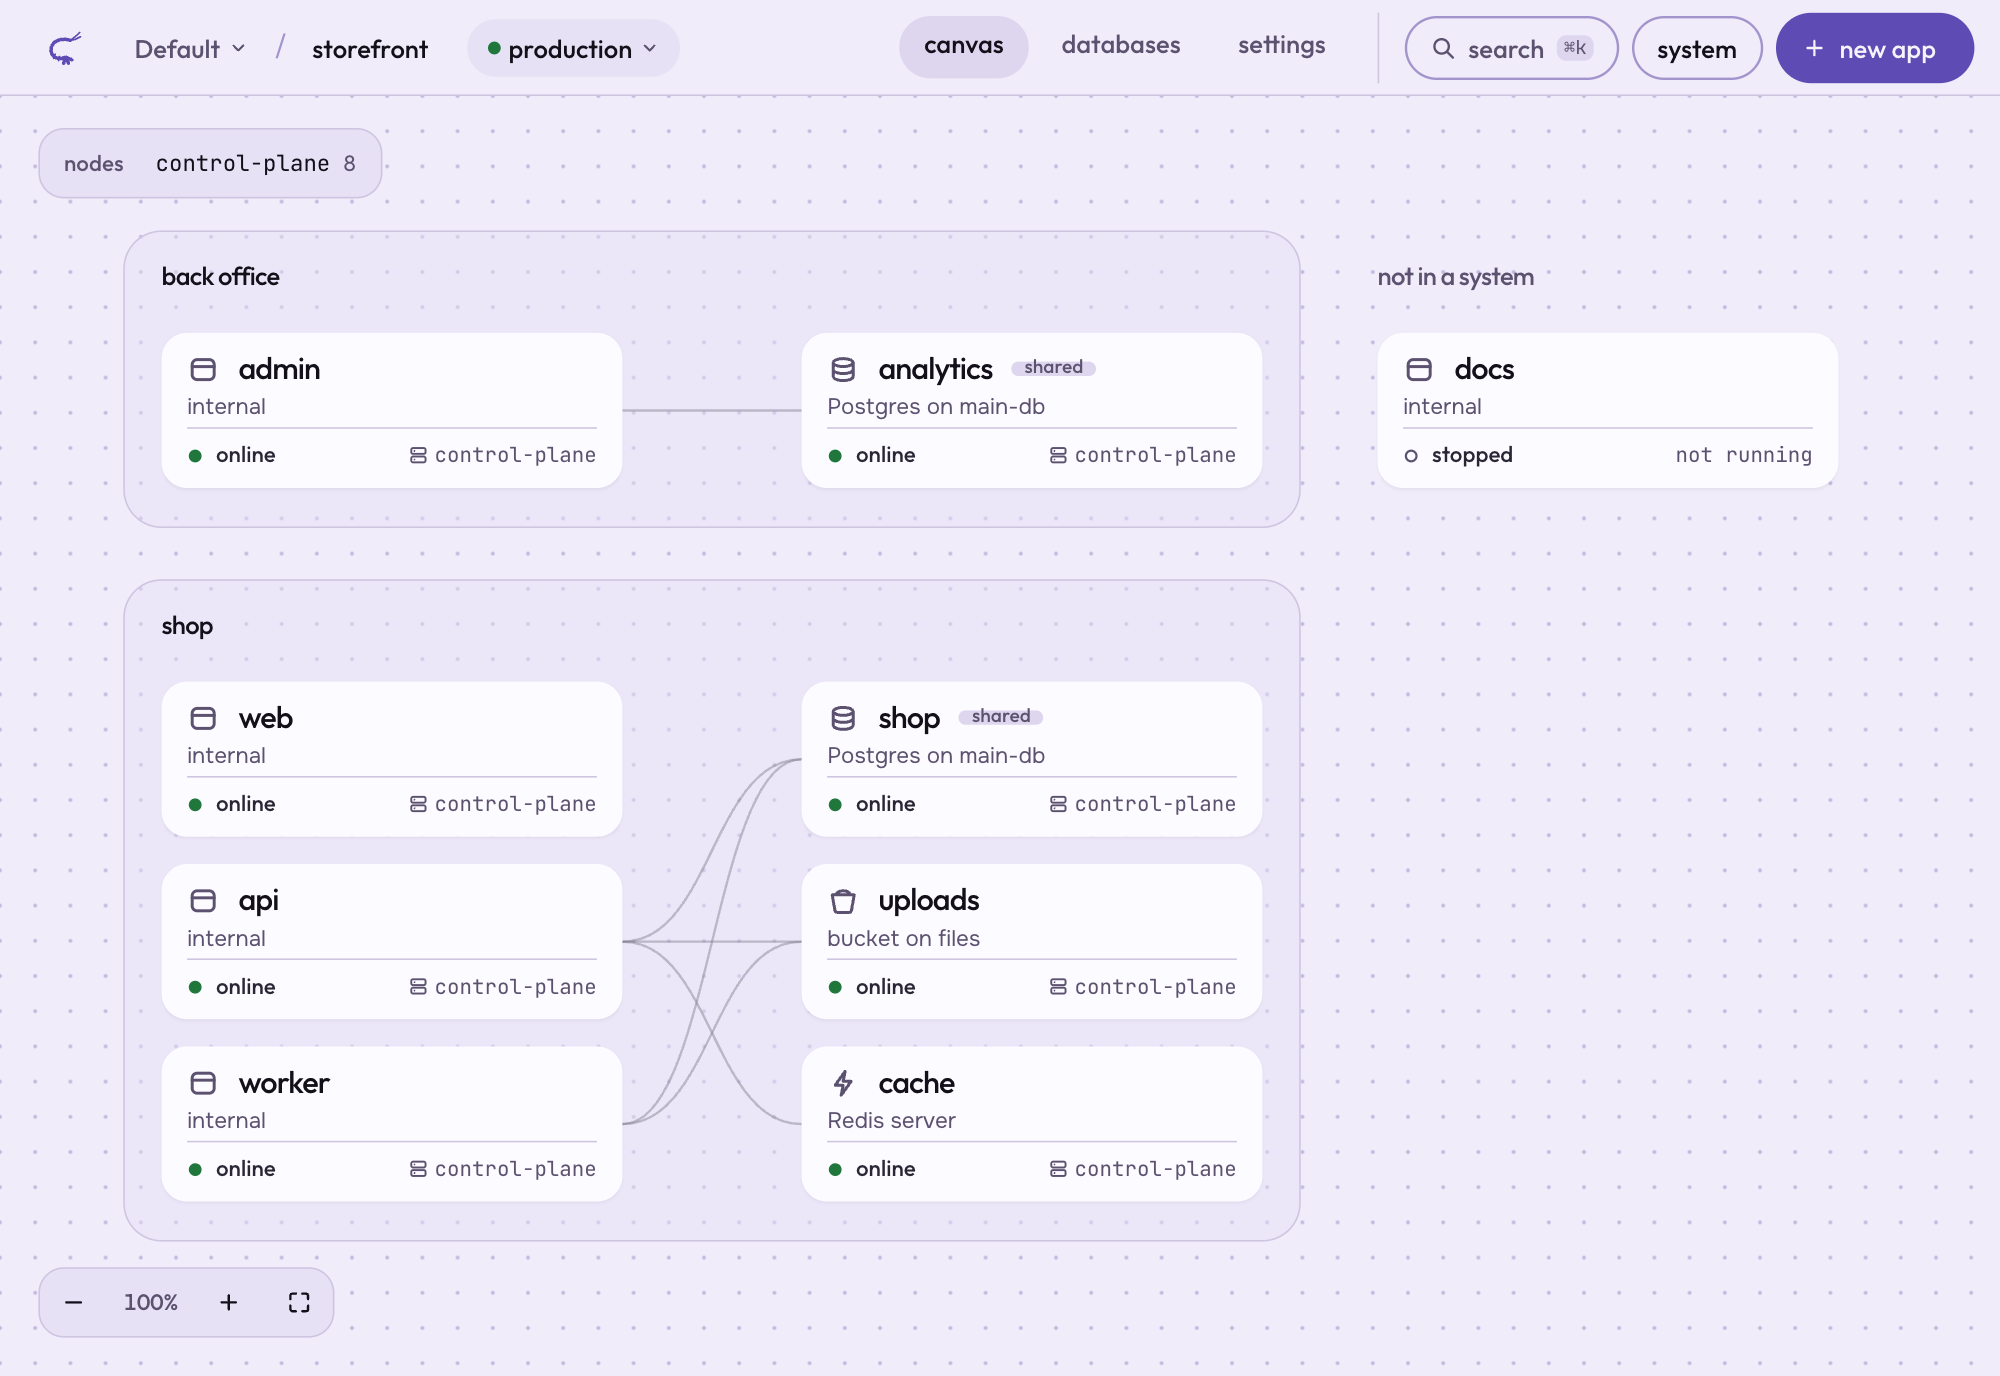 Default / storefront production canvas databases settings search ⌘K system + new app
nodes control-plane 8
back office
not in a system
admin
internal
online control-plane
analytics shared
Postgres on main-db
online control-plane
docs
internal
stopped not running
shop
web
internal
online control-plane
shop shared
Postgres on main-db
online control-plane
api
internal
online control-plane
uploads
bucket on files
online control-plane
worker
internal
online control-plane
cache
Redis server
online control-plane
− 100% +